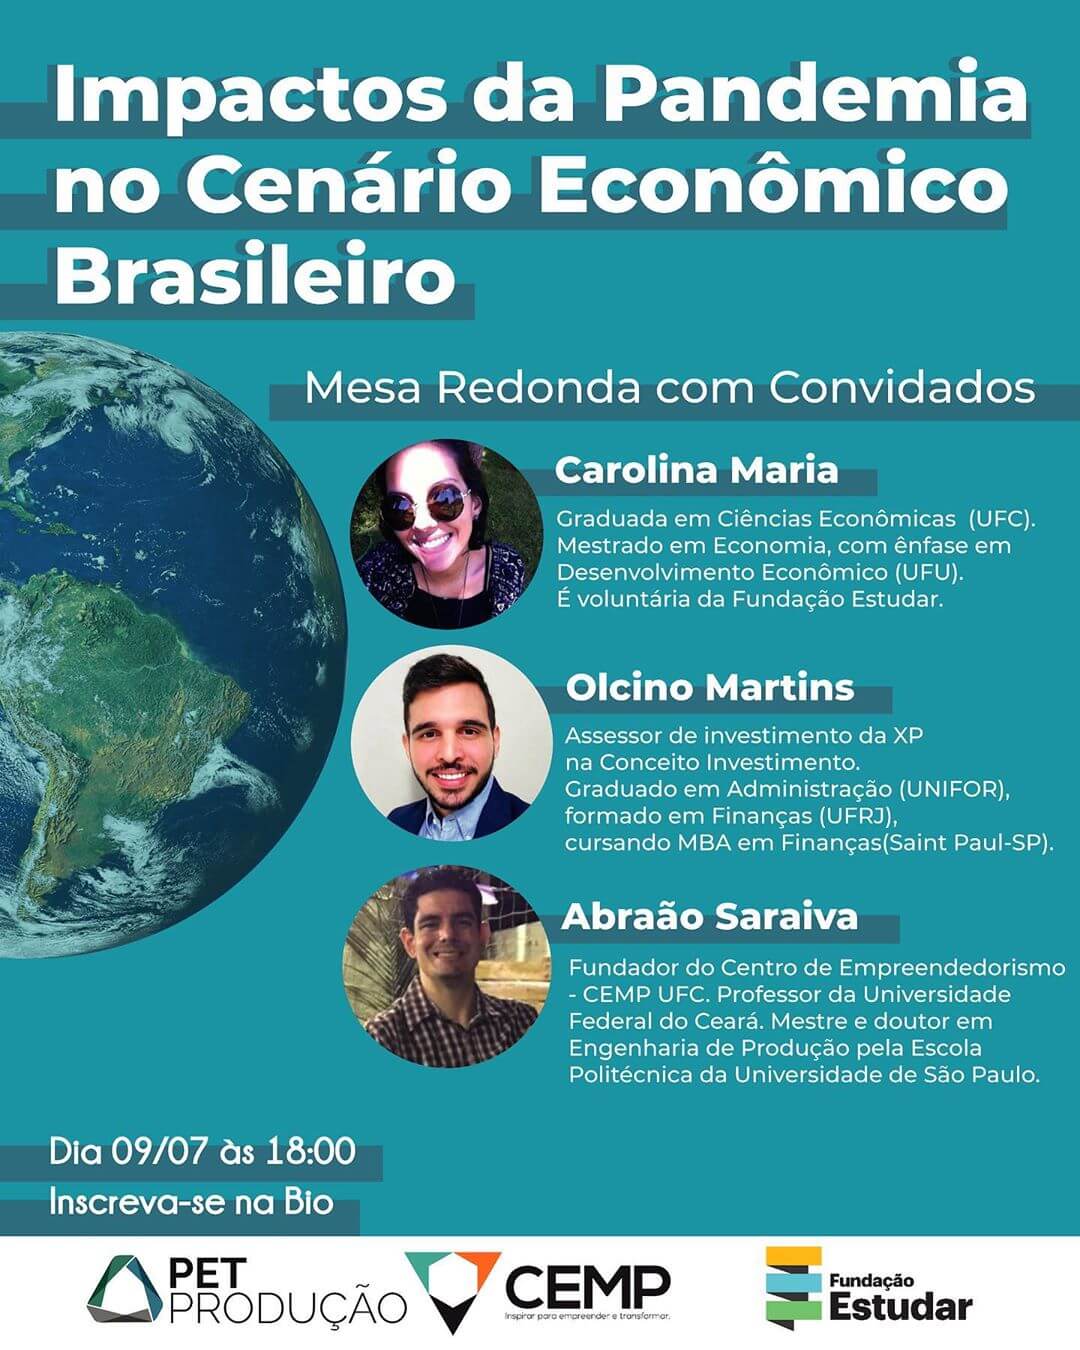 Impactos da Pandemia
no Cenário Econômico
Brasileiro
Mesa Redonda com Convidados
Carolina Maria
Graduada em Ciências Econômicas (UFC).
Mestrado em Economia, com ênfase em
Desenvolvimento Econômico (UFU).
É voluntária da Fundação Estudar.
Olcino Martins
Assessor de investimento da XP
na Conceito Investimento.
Graduado em Administração (UNIFOR),
formado em Finanças (UFRJ),
cursando MBA em Finanças(Saint Paul-SP).
Abraão Saraiva
Fundador do Centro de Empreendedorismo
- CEMP UFC. Professor da Universidade
Federal do Ceará. Mestre e doutor em
Engenharia de Produção pela Escola
Politécnica da Universidade de São Paulo.
Dia 09/07 às 18:00
Inscreva-se na Bio
PET
PRODUÇÃO
CEMP
Inspirar para empreender e transformar.
Fundação
Estudar